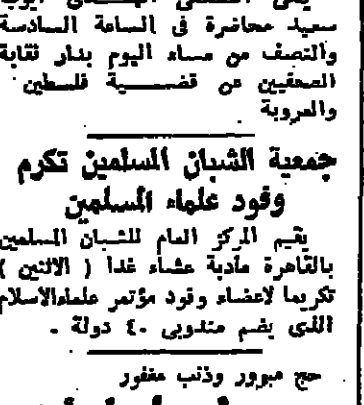 سعيد محاضرة فى الساعة السادسة
والنصف من مساء اليوم بدار نقابة
الصحفيين عن قضية فلسطين
والعروبة
جمعية الشبان المسلمين تكرم
وفود علماء المسلمين
يقيم المركز العام للشبان المسلمين
بالقاهرة مأدبة عشاء غدا ( الاثنين )
تكريما لاعضاء وفود مؤتمر علماء الاسلام
الذى يضم مندوبى ٤٠ دولة .
حج مبرور وذنب مغفور